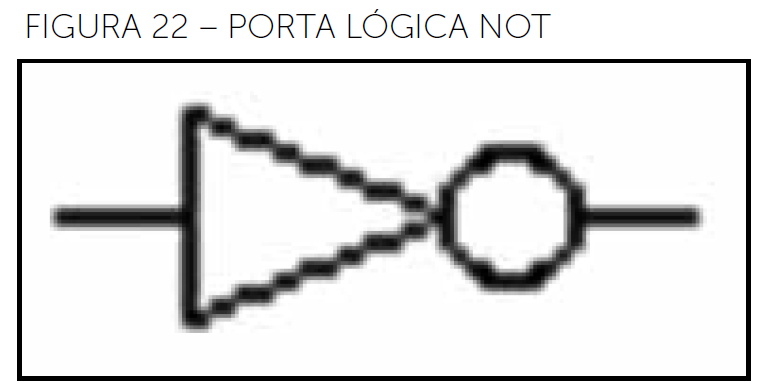 FIGURA 22 – PORTA LÓGICA NOT